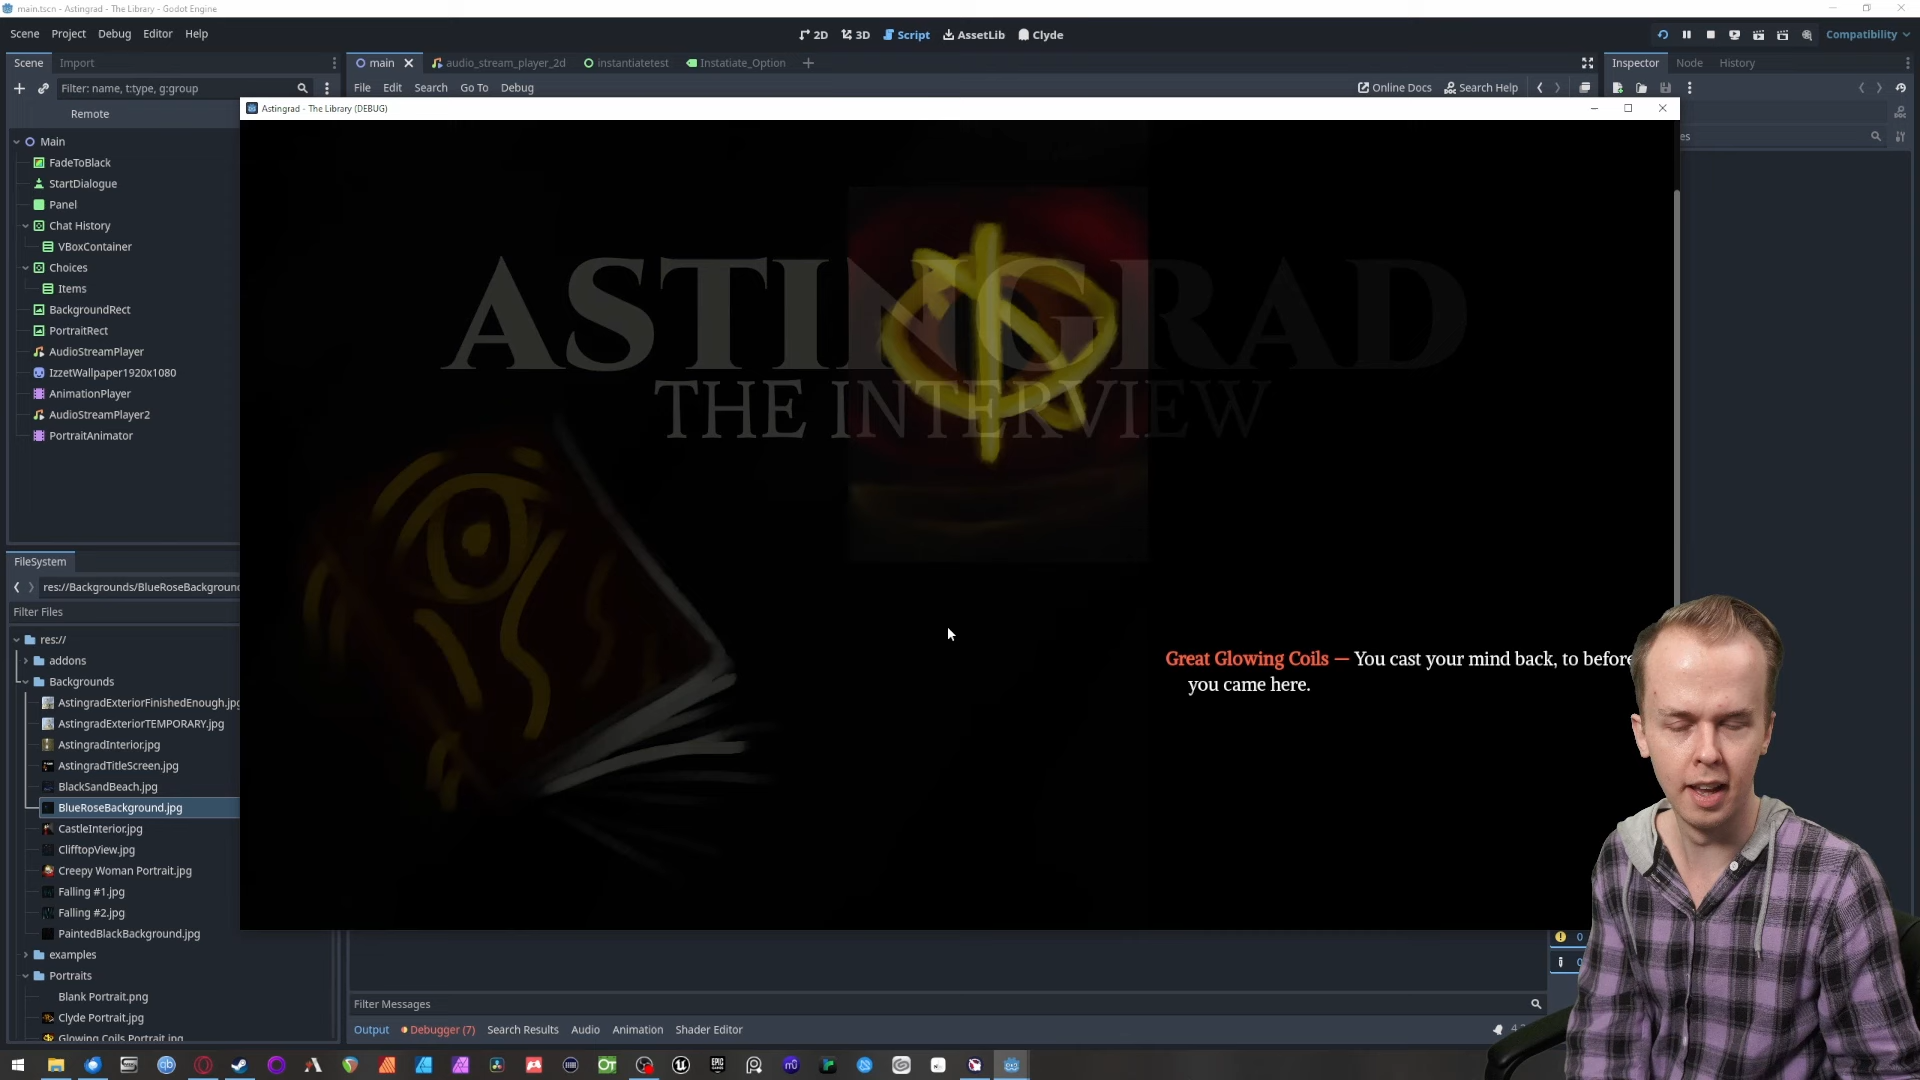 main.tscn - Astingrad - The Library - Godot Engine
Scene Project Debug Editor Help
2D 3D Script AssetLib Clyde
Compatibility
Scene Import
main audio_stream_player_2d instantiatetest Instatiate_Option
Inspector Node History
Filter: name, t:type, g:group
File Edit Search Go To Debug
Online Docs Search Help
Remote
Astingrad - The Library (DEBUG)
Main
FadeToBlack
StartDialogue
Panel
Chat History
VBoxContainer
Choices
Items
BackgroundRect
PortraitRect
AudioStreamPlayer
IzzetWallpaper1920x1080
AnimationPlayer
AudioStreamPlayer2
PortraitAnimator
ASTINGRAD
THE INTERVIEW
Great Glowing Coils — You cast your mind back, to before
you came here.
FileSystem
res://Backgrounds/BlueRoseBackground
Filter Files
res://
addons
Backgrounds
AstingradExteriorFinishedEnough.jpg
AstingradExteriorTEMPORARY.jpg
AstingradInterior.jpg
AstingradTitleScreen.jpg
BlackSandBeach.jpg
BlueRoseBackground.jpg
CastleInterior.jpg
ClifftopView.jpg
Creepy Woman Portrait.jpg
Falling #1.jpg
Falling #2.jpg
PaintedBlackBackground.jpg
examples
Portraits
Blank Portrait.png
Clyde Portrait.jpg
Glowing Coils Portrait.jpg
0
Filter Messages
Output Debugger (7) Search Results Audio Animation Shader Editor